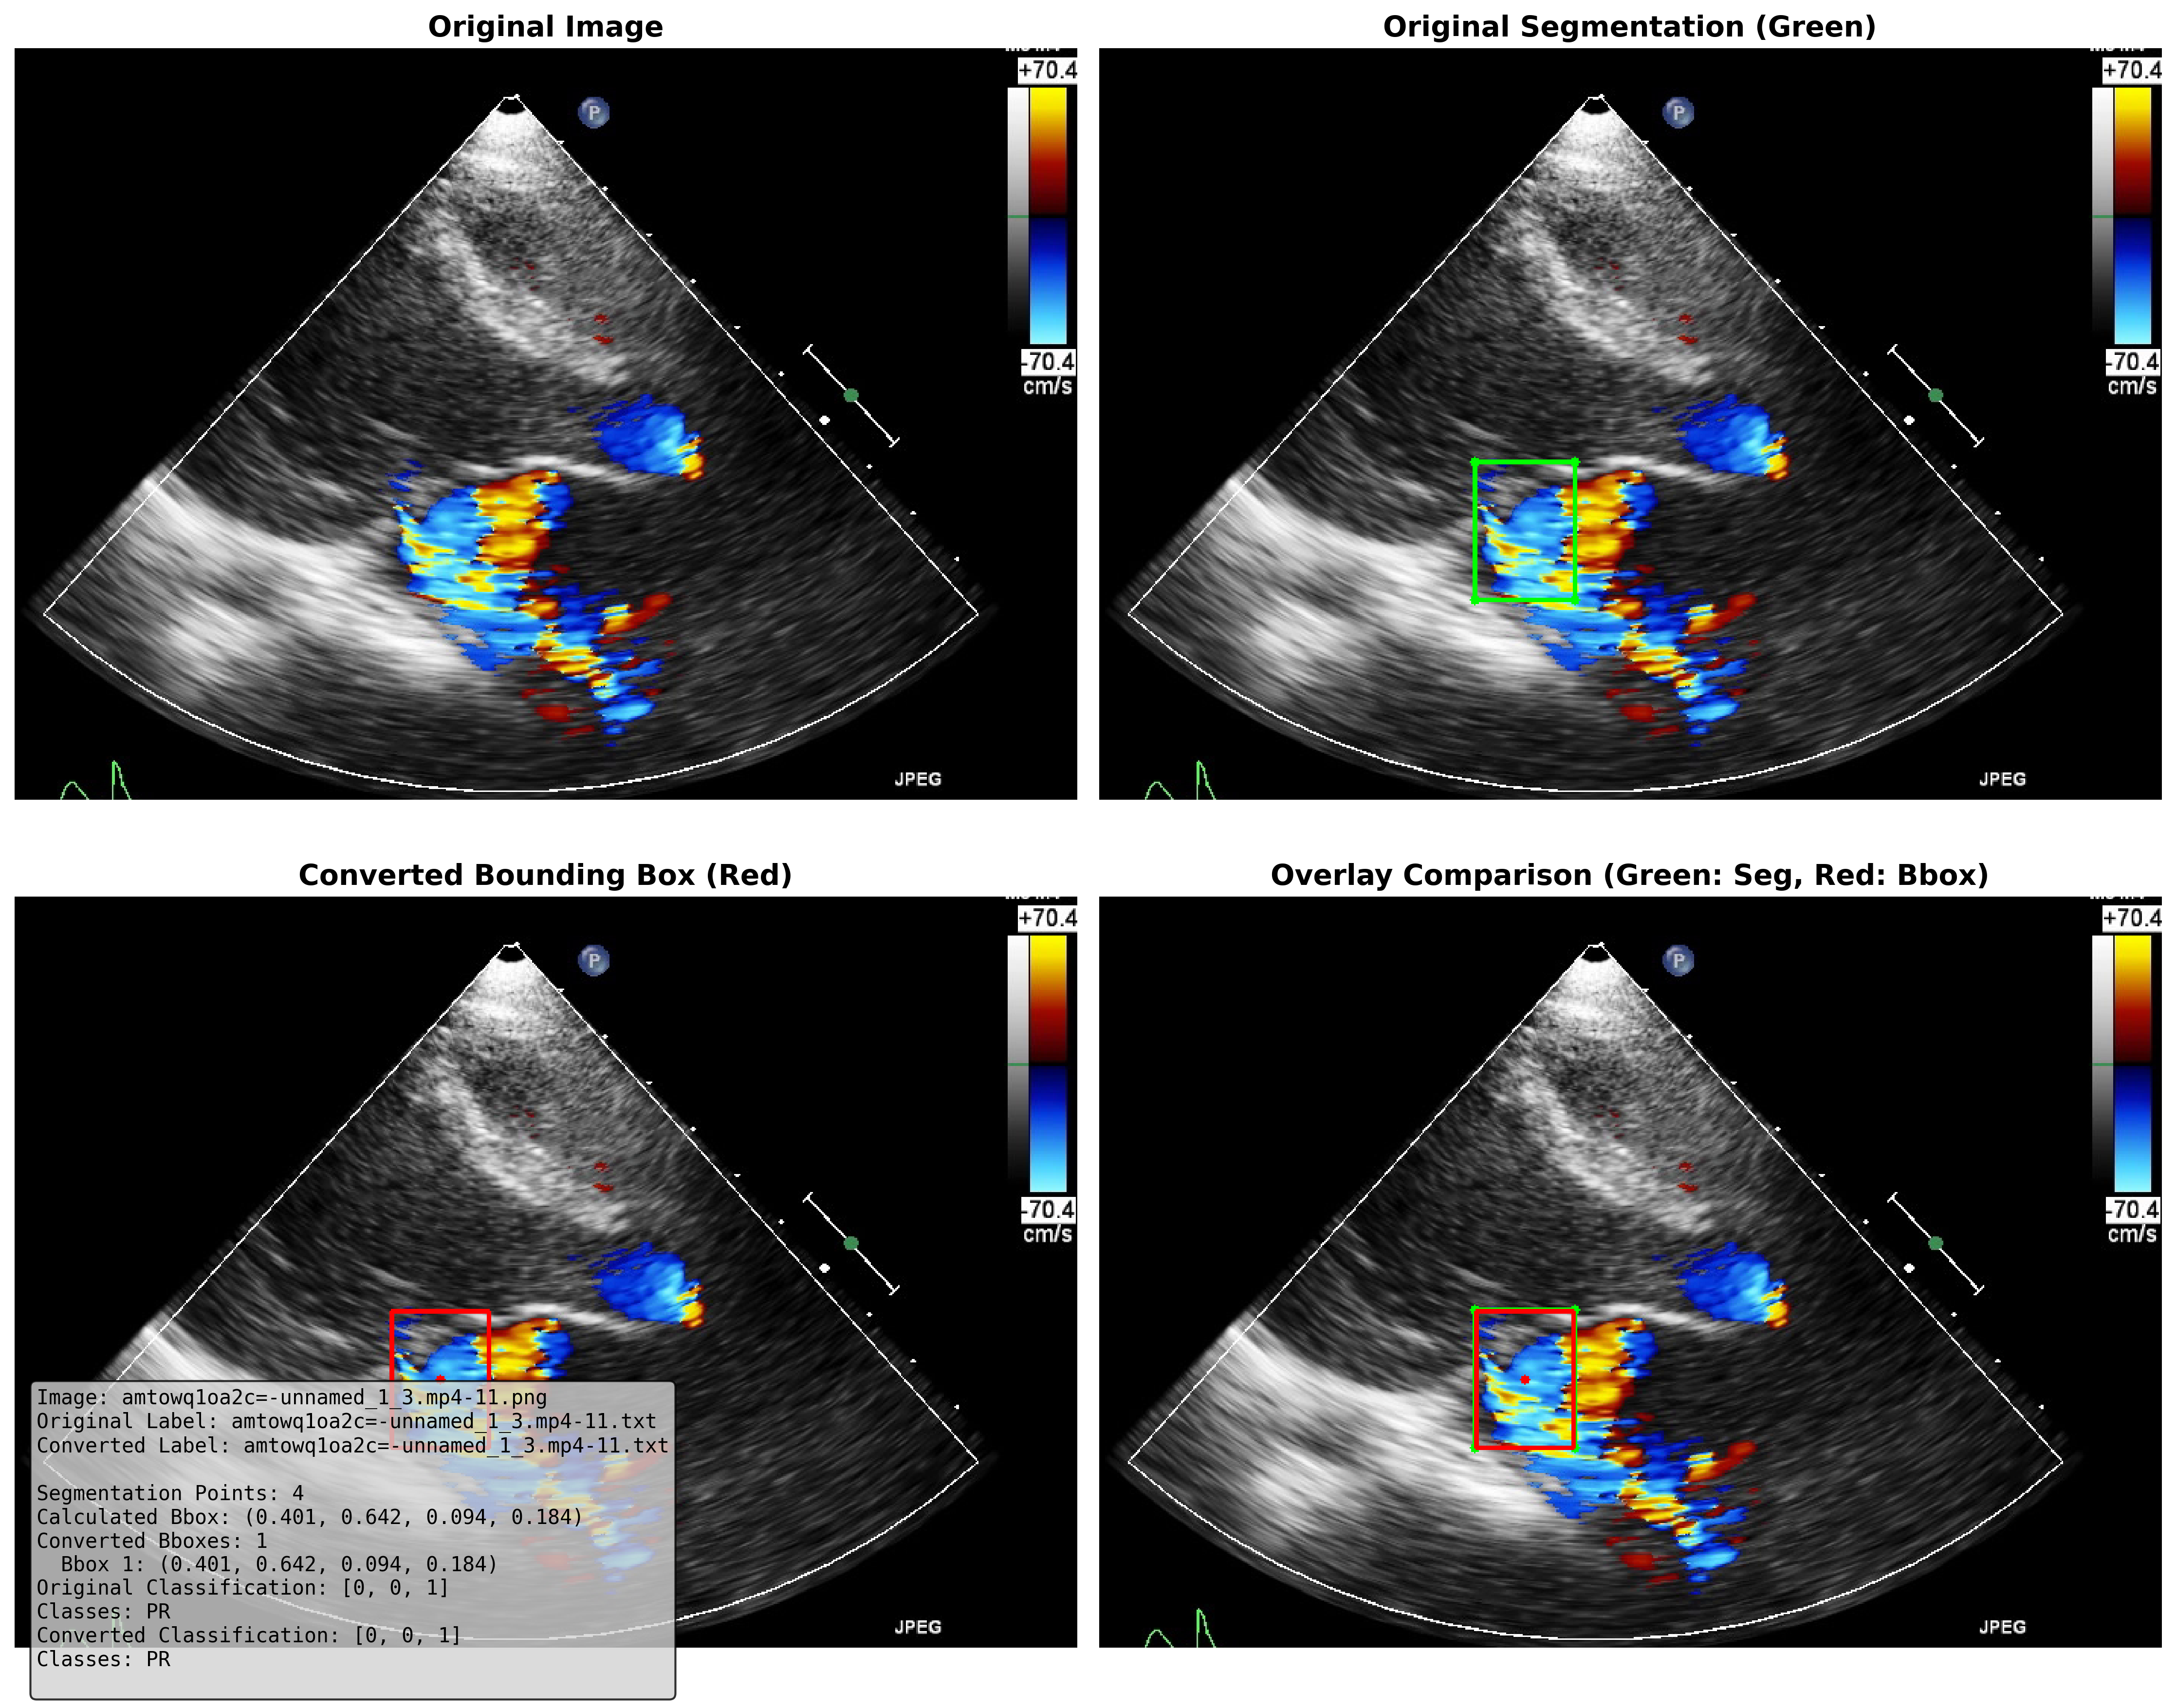 Original Image
+70.4
P
-70.4
cm/s
JPEG
Original Segmentation (Green)
+70.4
P
-70.4
cm/s
JPEG
Converted Bounding Box (Red)
+70.4
P
-70.4
cm/s
JPEG
Image: amtowq1oa2c=-unnamed_1_3.mp4-11.png
Original Label: amtowq1oa2c=-unnamed_1_3.mp4-11.txt
Converted Label: amtowq1oa2c=-unnamed_1_3.mp4-11.txt
Segmentation Points: 4
Calculated Bbox: (0.401, 0.642, 0.094, 0.184)
Converted Bboxes: 1
Bbox 1: (0.401, 0.642, 0.094, 0.184)
Original Classification: [0, 0, 1]
Classes: PR
Converted Classification: [0, 0, 1]
Classes: PR
Overlay Comparison (Green: Seg, Red: Bbox)
+70.4
P
-70.4
cm/s
JPEG